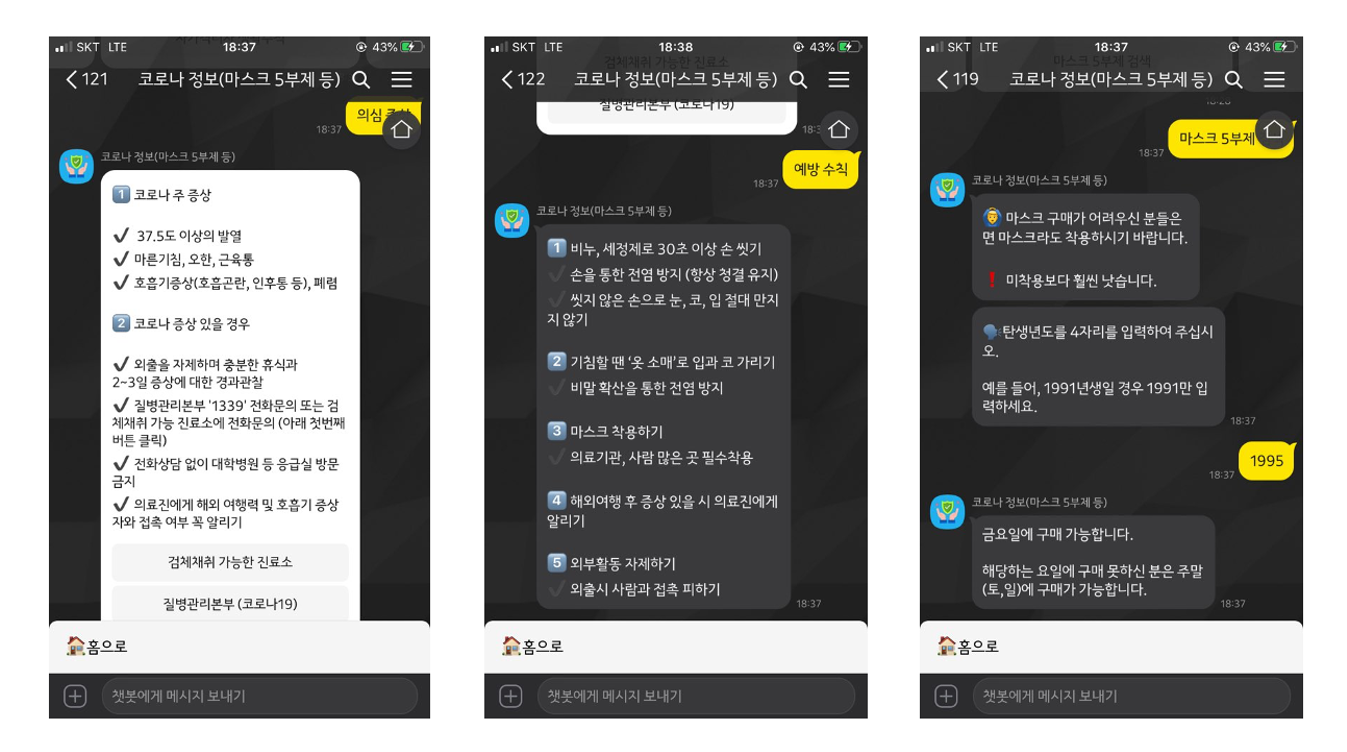 SKT LTE 18:37 43%
121 코로나 정보(마스크 5부제 등)
의심
18:37
코로나 정보(마스크 5부제 등)
1 코로나 주 증상
✓ 37.5도 이상의 발열
✓ 마른기침, 오한, 근육통
✓ 호흡기증상(호흡곤란, 인후통 등), 폐렴
2 코로나 증상 있을 경우
✓ 외출을 자제하며 충분한 휴식과
2~3일 증상에 대한 경과관찰
✓ 질병관리본부 '1339' 전화문의 또는 검
체채취 가능 진료소에 전화문의 (아래 첫번째
버튼 클릭)
✓ 전화상담 없이 대학병원 등 응급실 방문
금지
✓ 의료진에게 해외 여행력 및 호흡기 증상
자와 접촉 여부 꼭 알리기
검체채취 가능한 진료소
질병관리본부 (코로나19)
홈으로
챗봇에게 메시지 보내기
SKT LTE 18:38 43%
검체채취 가능한 진료소
122 코로나 정보(마스크 5부제 등)
질병관리본부 (코로나19)
예방 수칙
18:37
코로나 정보(마스크 5부제 등)
1 비누, 세정제로 30초 이상 손 씻기
✓ 손을 통한 전염 방지 (항상 청결 유지)
✓ 씻지 않은 손으로 눈, 코, 입 절대 만지
지 않기
2 기침할 땐 ‘옷 소매’로 입과 코 가리기
✓ 비말 확산을 통한 전염 방지
3 마스크 착용하기
✓ 의료기관, 사람 많은 곳 필수착용
4 해외여행 후 증상 있을 시 의료진에게
알리기
5 외부활동 자제하기
✓ 외출시 사람과 접촉 피하기
18:37
홈으로
챗봇에게 메시지 보내기
SKT LTE 18:37 43%
마스크 5부제 검색
119 코로나 정보(마스크 5부제 등)
마스크 5부제
18:37
코로나 정보(마스크 5부제 등)
마스크 구매가 어려우신 분들은
면 마스크라도 착용하시기 바랍니다.
❗ 미착용보다 훨씬 낫습니다.
탄생년도를 4자리를 입력하여 주십시
오.
예를 들어, 1991년생일 경우 1991만 입
력하세요.
18:37
1995
18:37
코로나 정보(마스크 5부제 등)
금요일에 구매 가능합니다.
해당하는 요일에 구매 못하신 분은 주말
(토,일)에 구매가 가능합니다.
18:37
홈으로
챗봇에게 메시지 보내기